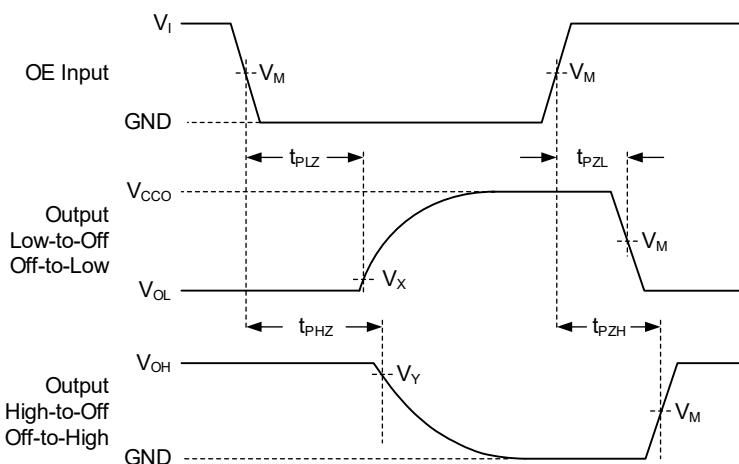 V_I
OE Input
V_M
V_M
GND
t_PLZ
t_PZL
V_CCO
Output
Low-to-Off
Off-to-Low
V_M
V_X
V_OL
t_PHZ
t_PZH
V_OH
Output
High-to-Off
Off-to-High
V_Y
V_M
GND